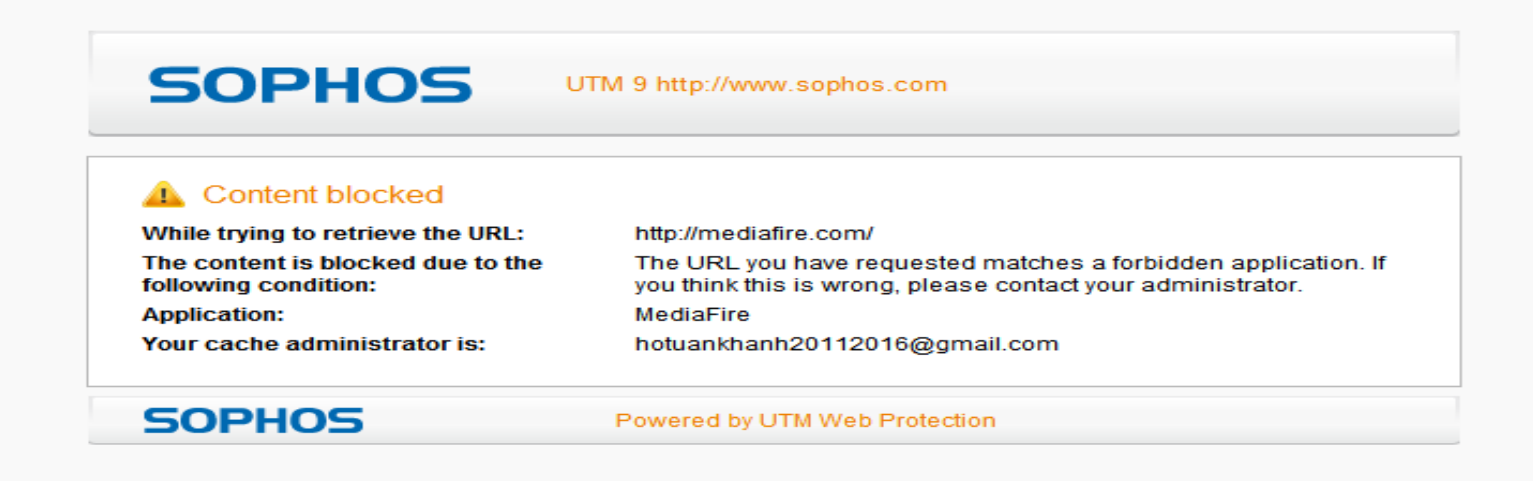 SOPHOS UTM 9 http://www.sophos.com
Content blocked
While trying to retrieve the URL: http://mediafire.com/
The content is blocked due to the following condition: The URL you have requested matches a forbidden application. If you think this is wrong, please contact your administrator.
Application: MediaFire
Your cache administrator is: hotuankhanh20112016@gmail.com
SOPHOS Powered by UTM Web Protection